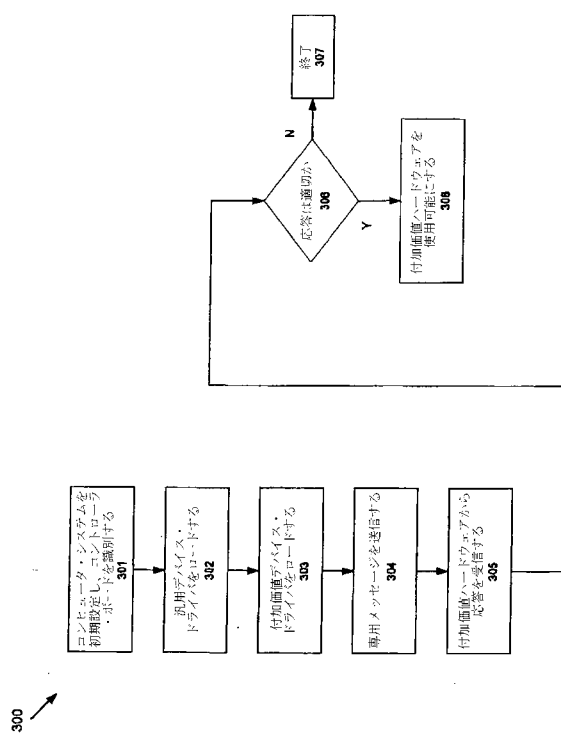 300
コンピュータ・システムを
初期設定し、コントローラ
・ボードを識別する
301
汎用デバイス・
ドライバをロードする
302
付加価値デバイス・
ドライバをロードする
303
専用メッセージを送信する
304
付加価値ハードウェアから
応答を受信する
305
応答は適切か
306
N
終了
307
Y
付加価値ハードウェアを
使用可能にする
308